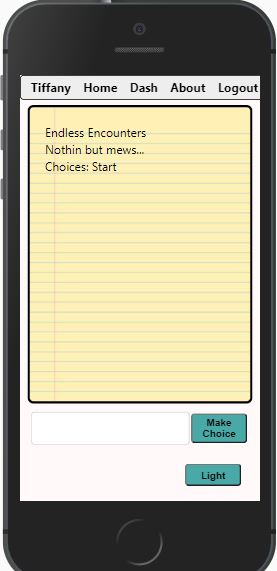 Tiffany Home Dash About Logout
Endless Encounters
Nothin but mews...
Choices: Start
Make
Choice
Light